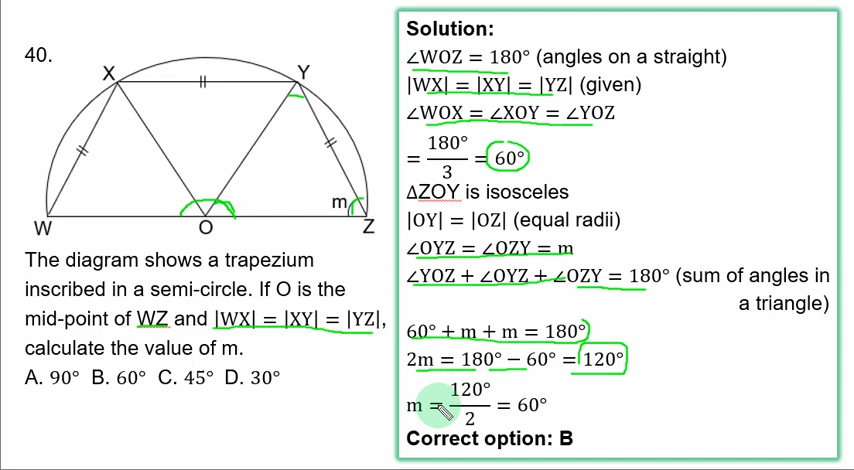 40.
X
Y
W
O
m
Z
The diagram shows a trapezium
inscribed in a semi-circle. If O is the
mid-point of WZ and |WX| = |XY| = |YZ|,
calculate the value of m.
A. 90° B. 60° C. 45° D. 30°
Solution:
∠WOZ = 180° (angles on a straight)
|WX| = |XY| = |YZ| (given)
∠WOX = ∠XOY = ∠YOZ
= 180°/3 = 60°
∆ZOY is isosceles
|OY| = |OZ| (equal radii)
∠OYZ = ∠OZY = m
∠YOZ + ∠OYZ + ∠OZY = 180° (sum of angles in
a triangle)
60° + m + m = 180°
2m = 180° − 60° = 120°
m = 120°/2 = 60°
Correct option: B